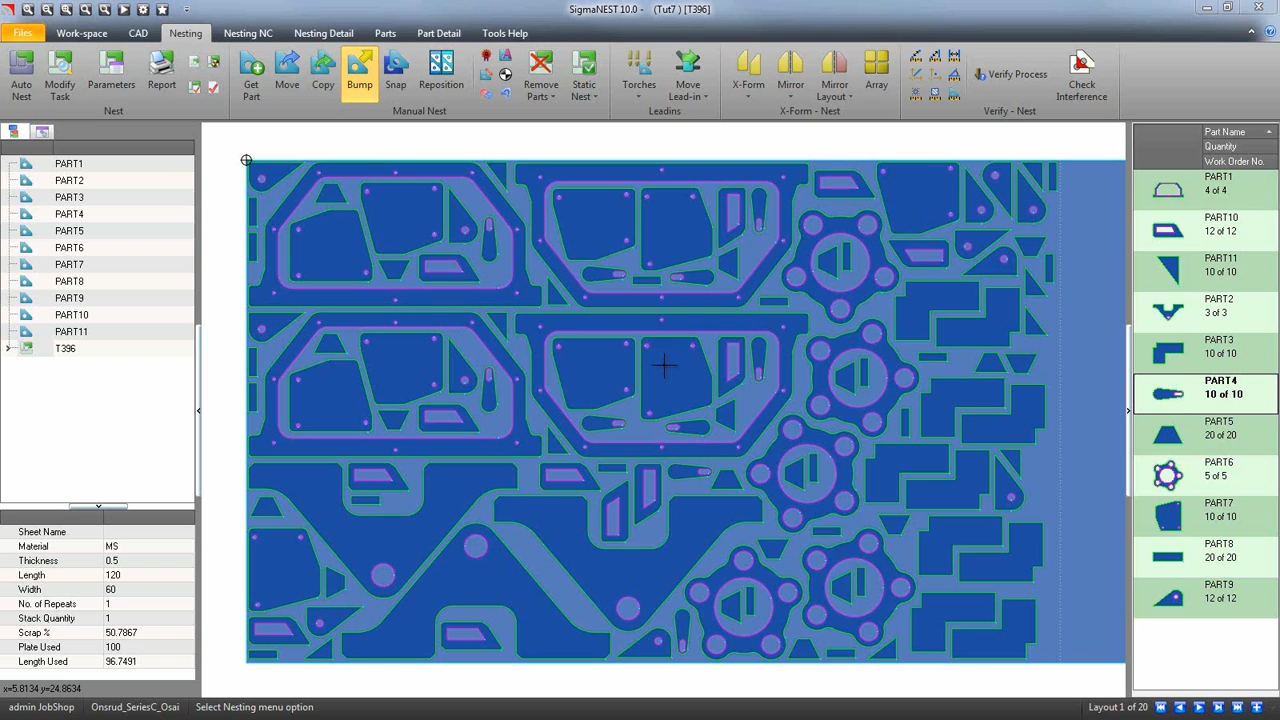 SigmaNEST 10.0 -    (Tut7 ) [T396]
Files Work-space CAD Nesting Nesting NC Nesting Detail Parts Part Detail Tools Help
Auto Nest
Modify Task
Parameters
Report
Nest
Get Part
Move
Copy
Bump
Snap
Reposition
Remove Parts
Static Nest
Manual Nest
Torches
Move Lead-in
Leadins
X-Form
Mirror
Mirror Layout
Array
X-Form - Nest
Verify Process
Verify - Nest
Check Interference
PART1
PART2
PART3
PART4
PART5
PART6
PART7
PART8
PART9
PART10
PART11
T396
Sheet Name
Material MS
Thickness 0.5
Length 120
Width 60
No. of Repeats 1
Stack Quantity 1
Scrap % 50.7867
Plate Used 100
Length Used 96.7491
Part Name
Quantity
Work Order No.
PART1
4 of 4
PART10
12 of 12
PART11
10 of 10
PART2
3 of 3
PART3
10 of 10
PART4
10 of 10
PART5
20 of 20
PART6
5 of 5
PART7
10 of 10
PART8
20 of 20
PART9
12 of 12
x=5.8134 y=24.8634
admin JobShop Onsrud_SeriesC_Osai Select Nesting menu option Layout 1 of 20